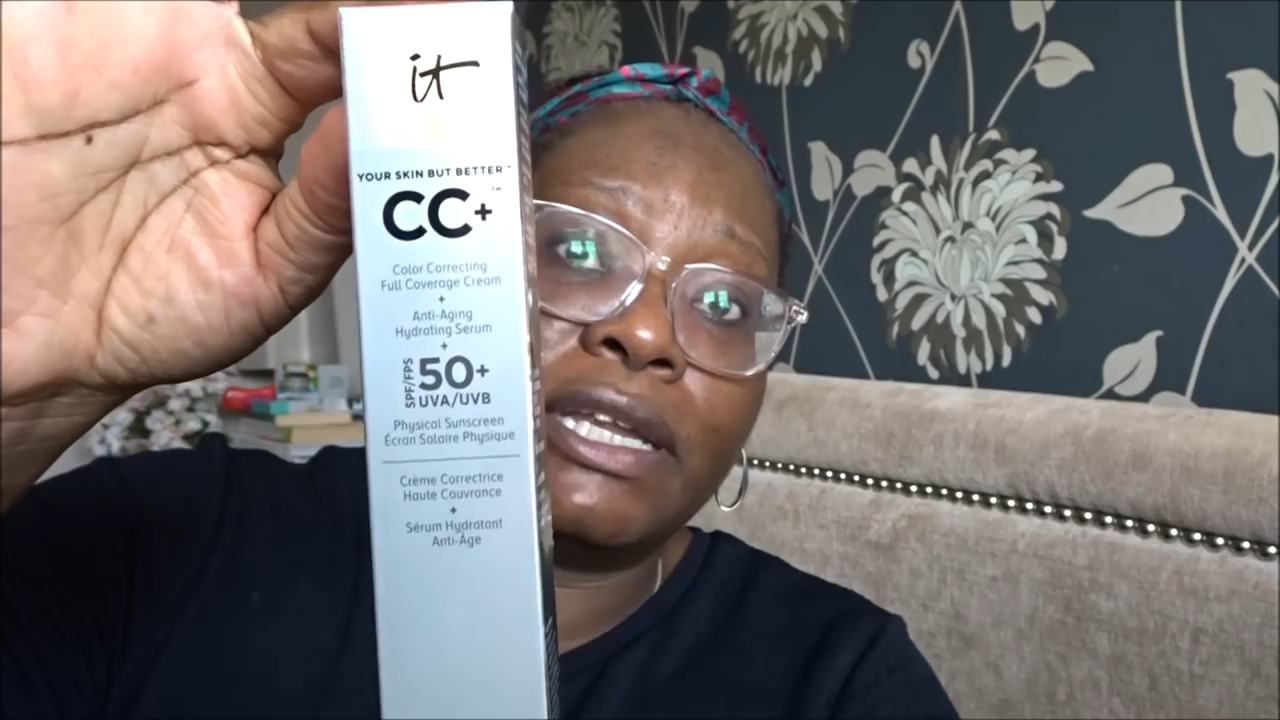 it
YOUR SKIN BUT BETTER™
CC+™
Color Correcting
Full Coverage Cream
+
Anti-Aging
Hydrating Serum
+
SPF/FPS
50+
UVA/UVB
Physical Sunscreen
Écran Solaire Physique
Crème Correctrice
Haute Couvrance
+
Sérum Hydratant
Anti-Âge